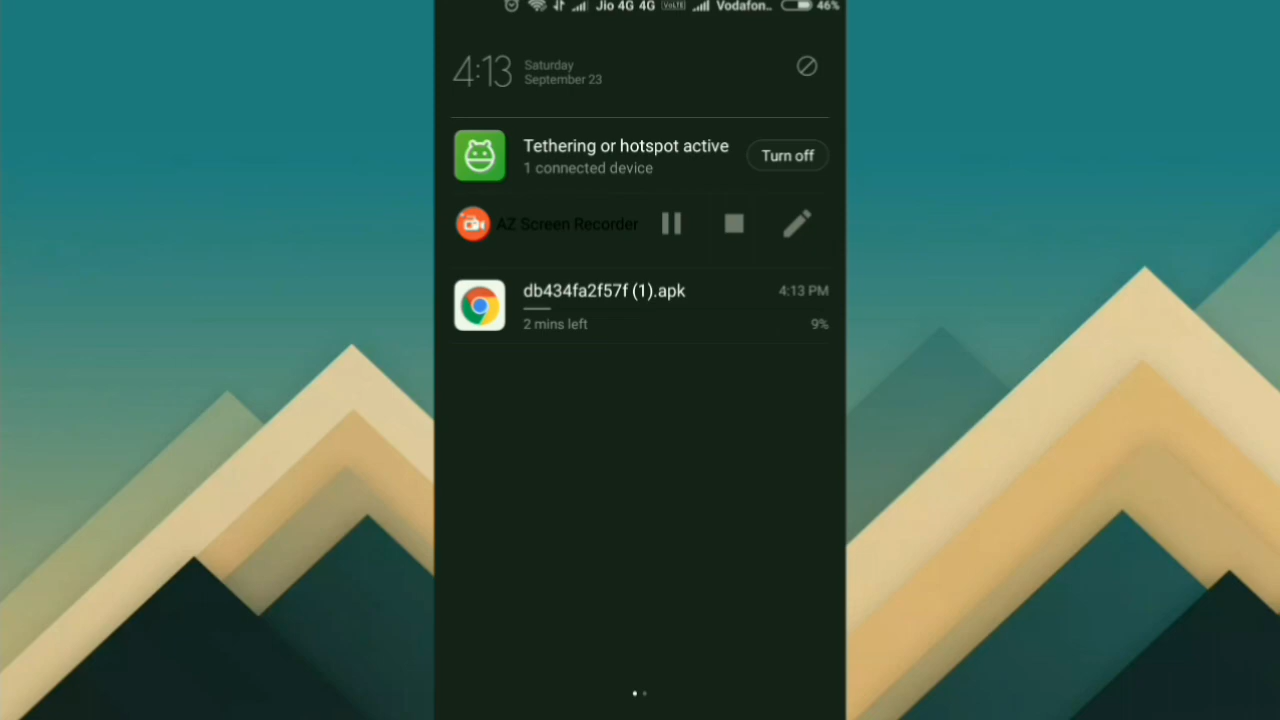 Jio 4G 4G VoLTE Vodafon.. 46%
4:13
Saturday
September 23
Tethering or hotspot active
1 connected device
Turn off
AZ Screen Recorder
db434fa2f57f (1).apk
4:13 PM
2 mins left
9%